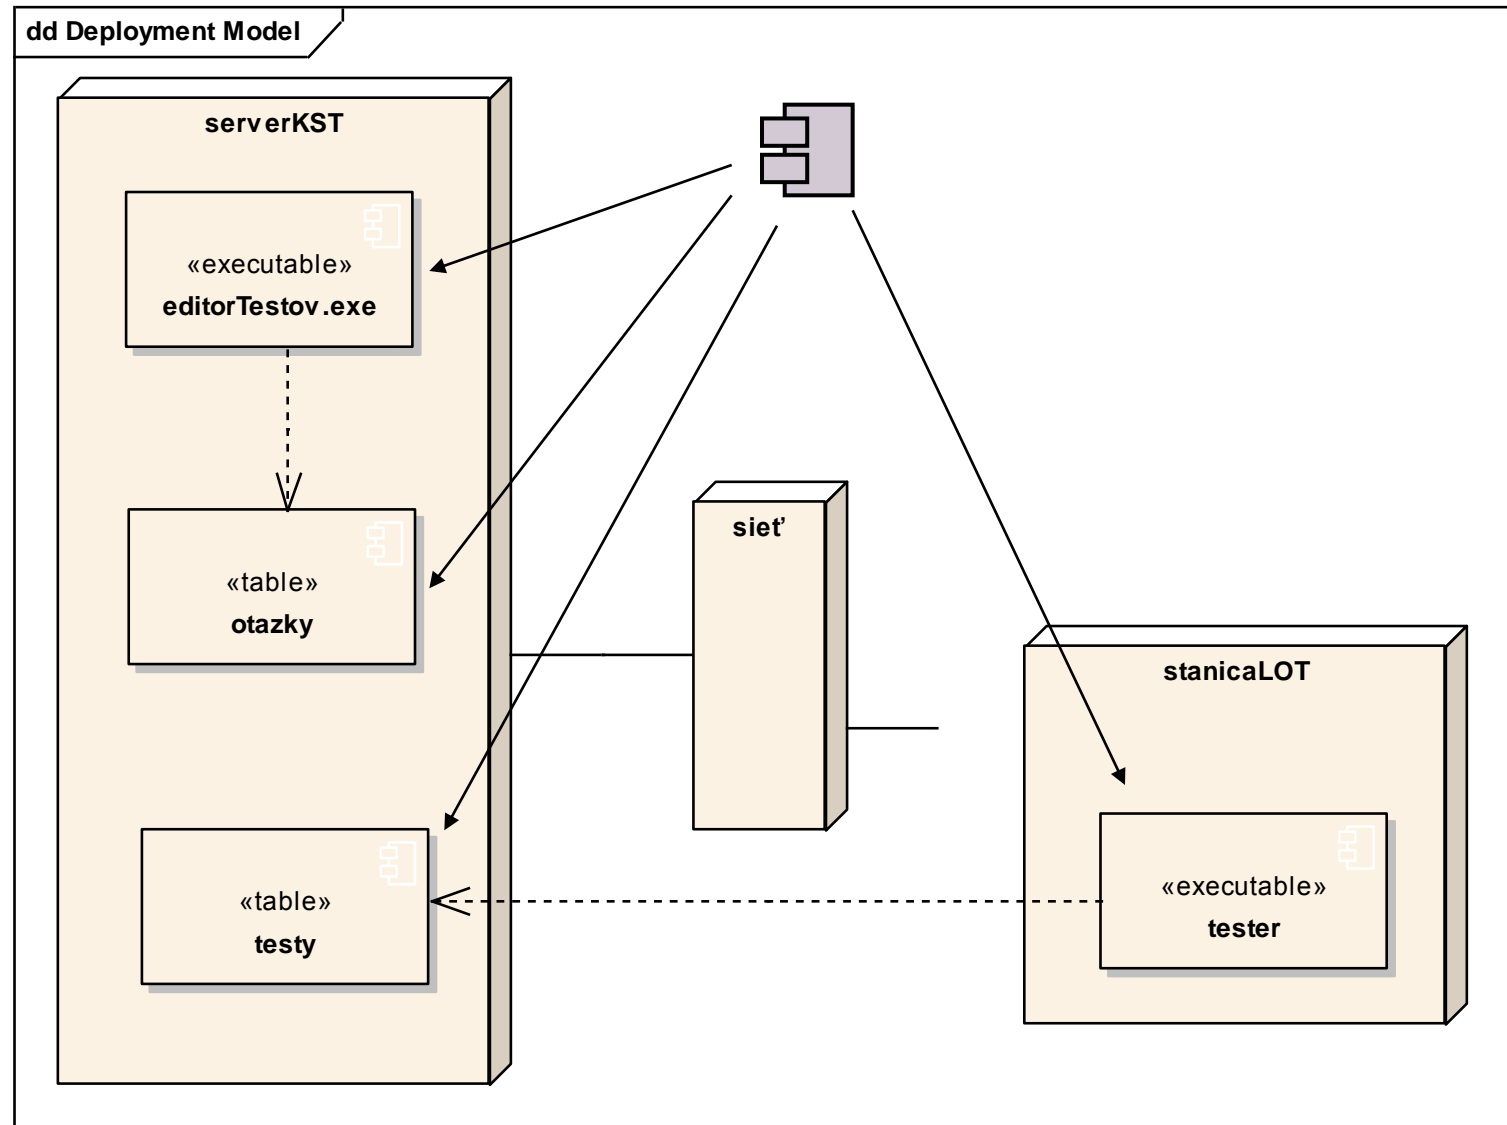 dd Deployment Model
serverKST
«executable»
editorTestov.exe
«table»
otazky
«table»
testy
sieť
stanicaLOT
«executable»
tester